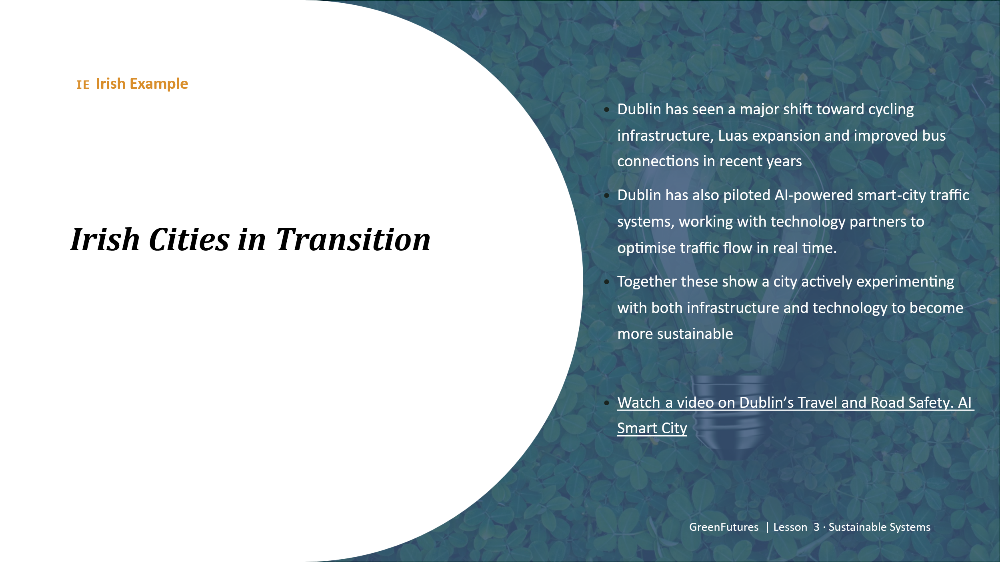 IE Irish Example
Irish Cities in Transition
• Dublin has seen a major shift toward cycling
infrastructure, Luas expansion and improved bus
connections in recent years
• Dublin has also piloted AI-powered smart-city traffic
systems, working with technology partners to
optimise traffic flow in real time.
• Together these show a city actively experimenting
with both infrastructure and technology to become
more sustainable
• Watch a video on Dublin’s Travel and Road Safety. AI
Smart City
GreenFutures | Lesson 3 · Sustainable Systems